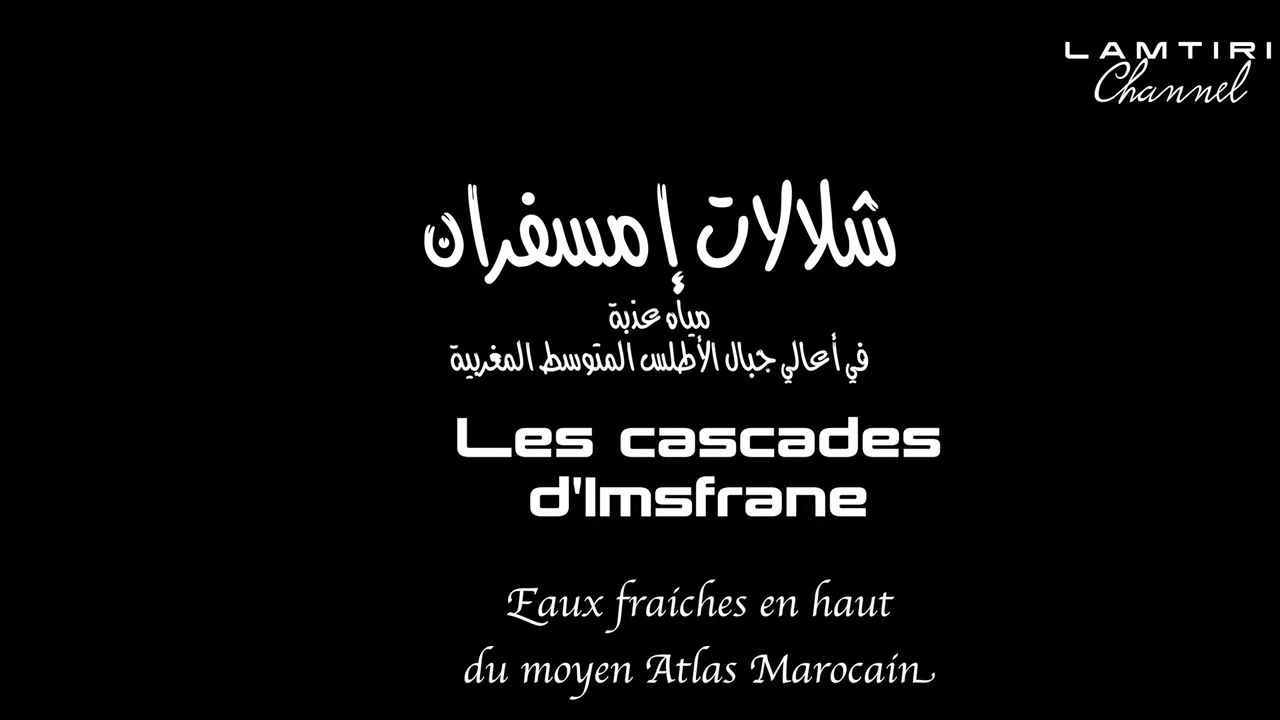 LAMTIRI
Channel
شلالات إمسفران
مياه عذبة
في أعالي جبال الأطلس المتوسط المغربية
Les cascades
d'Imsfrane
Eaux fraiches en haut
du moyen Atlas Marocain